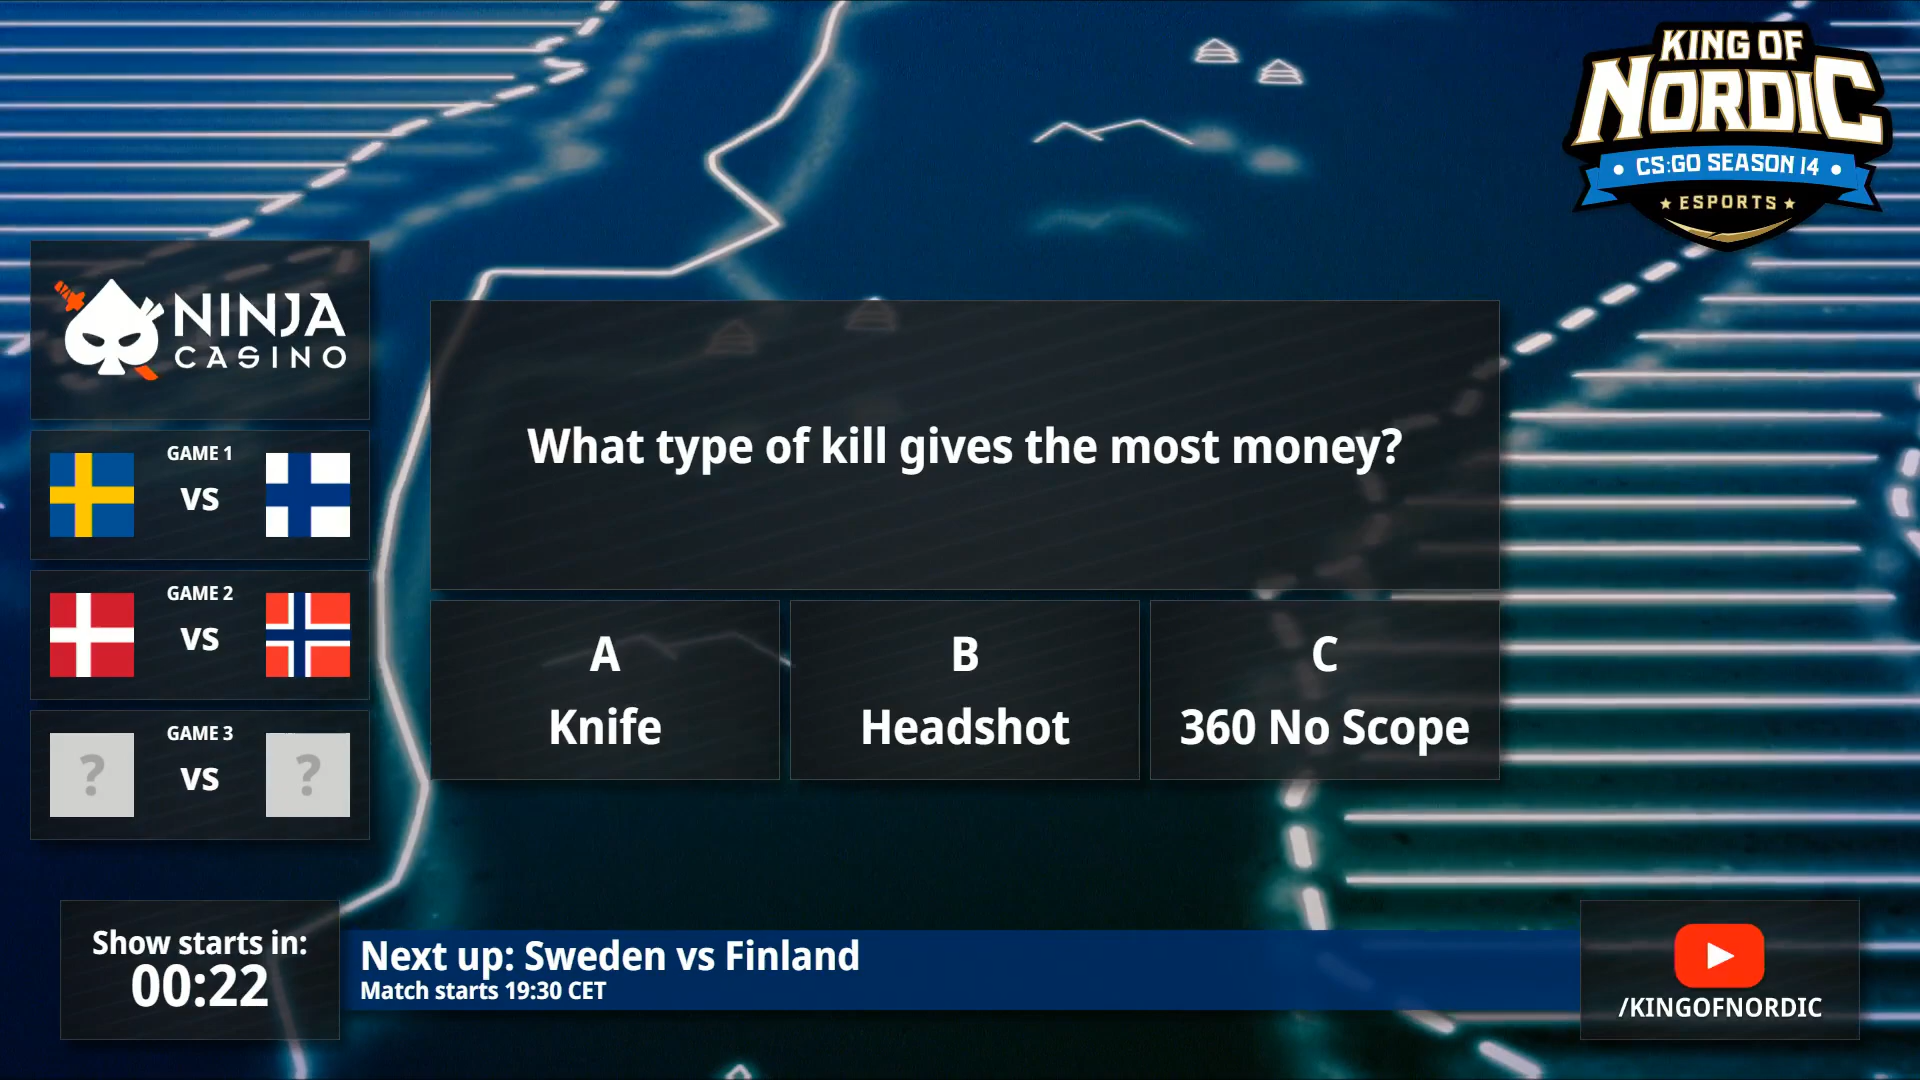 KING OF
NORDIC
CS:GO SEASON 14
ESPORTS
NINJA
CASINO
GAME 1
VS
GAME 2
VS
GAME 3
? VS ?
What type of kill gives the most money?
A
Knife
B
Headshot
C
360 No Scope
Show starts in:
00:22
Next up: Sweden vs Finland
Match starts 19:30 CET
/KINGOFNORDIC